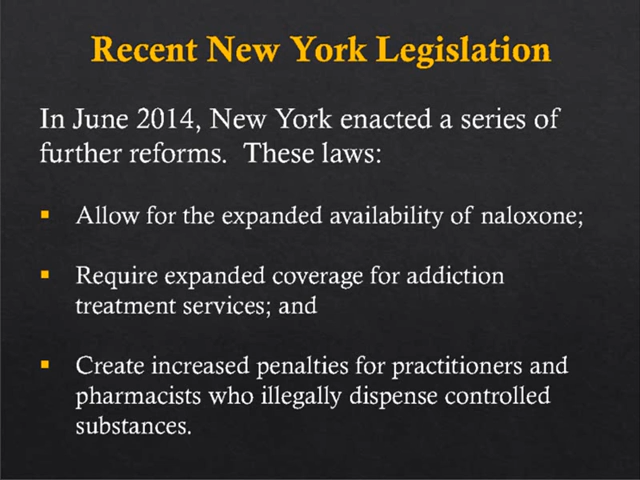 Recent New York Legislation
In June 2014, New York enacted a series of
further reforms.  These laws:
▪ Allow for the expanded availability of naloxone;
▪ Require expanded coverage for addiction
treatment services; and
▪ Create increased penalties for practitioners and
pharmacists who illegally dispense controlled
substances.